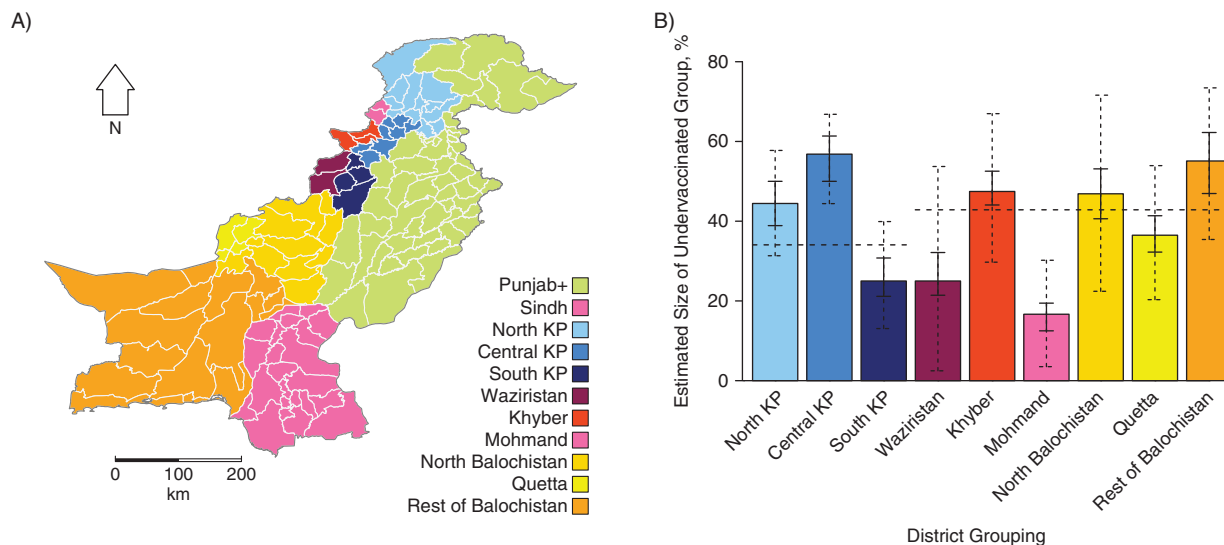 A)
N
Punjab+
Sindh
North KP
Central KP
South KP
Waziristan
Khyber
Mohmand
North Balochistan
Quetta
Rest of Balochistan
0 100 200
km
B)
Estimated Size of Undervaccinated Group, %
80
60
40
20
0
North KP
Central KP
South KP
Waziristan
Khyber
Mohmand
North Balochistan
Quetta
Rest of Balochistan
District Grouping